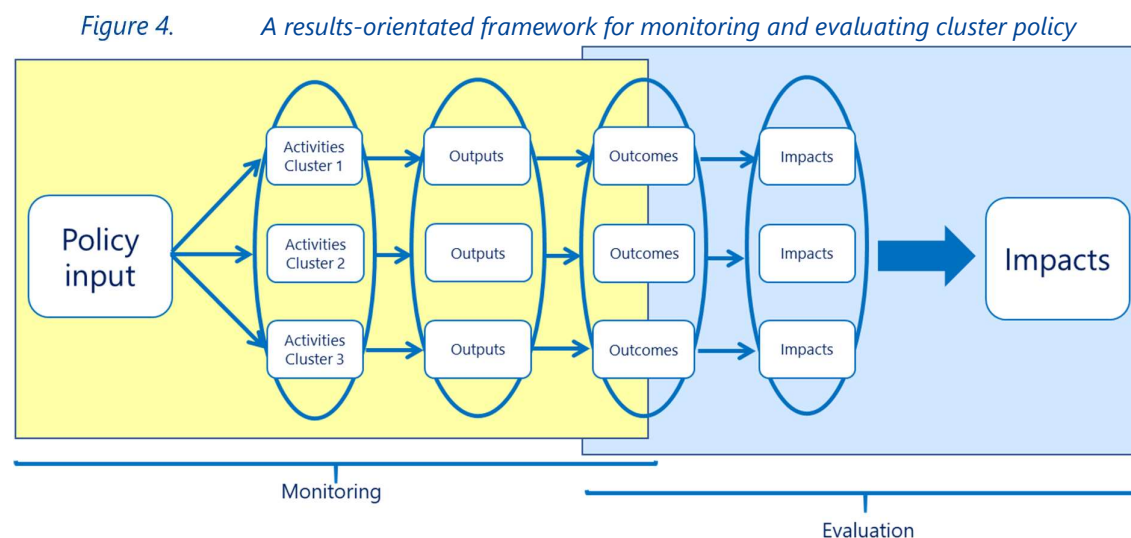 Figure 4. A results-orientated framework for monitoring and evaluating cluster policy
Policy
input
Activities
Cluster 1
Outputs
Outcomes
Impacts
Activities
Cluster 2
Outputs
Outcomes
Impacts
Activities
Cluster 3
Outputs
Outcomes
Impacts
Impacts
Monitoring
Evaluation